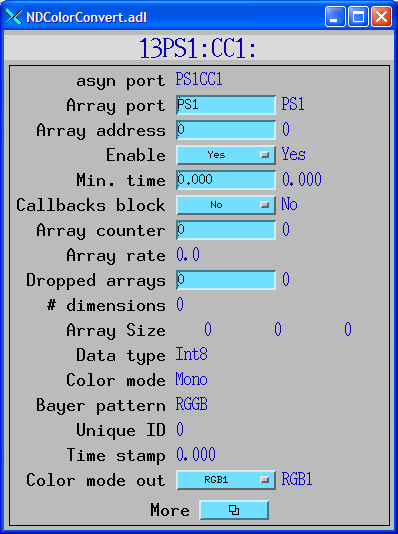 NDColorConvert.adl
13PS1:CC1:
asyn port PS1CC1
Array port PS1 PS1
Array address 0 0
Enable Yes Yes
Min. time 0.000 0.000
Callbacks block No No
Array counter 0 0
Array rate 0.0
Dropped arrays 0 0
# dimensions 0
Array Size 0 0 0
Data type Int8
Color mode Mono
Bayer pattern RGGB
Unique ID 0
Time stamp 0.000
Color mode out RGB1 RGB1
More